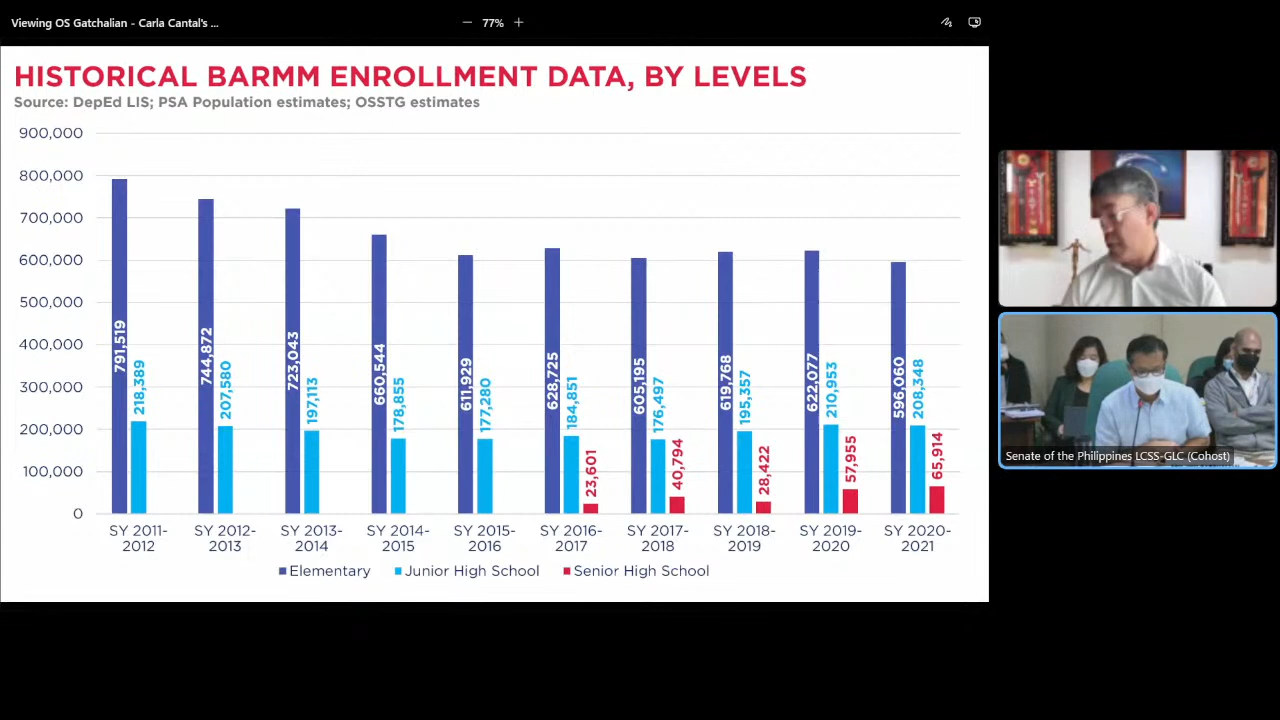 Viewing OS Gatchalian - Carla Cantal's ...
77%
HISTORICAL BARMM ENROLLMENT DATA, BY LEVELS
Source: DepEd LIS; PSA Population estimates; OSSTG estimates
900,000
800,000
700,000
600,000
500,000
400,000
300,000
200,000
100,000
0
791,519
218,389
744,872
207,580
723,043
197,113
660,544
178,855
611,929
177,280
628,725
184,851
23,601
605,195
176,497
40,794
619,768
195,357
28,422
622,077
210,953
57,955
596,060
208,348
65,914
SY 2011-
2012
SY 2012-
2013
SY 2013-
2014
SY 2014-
2015
SY 2015-
2016
SY 2016-
2017
SY 2017-
2018
SY 2018-
2019
SY 2019-
2020
SY 2020-
2021
Elementary
Junior High School
Senior High School
Senate of the Philippines LCSS-GLC (Cohost)